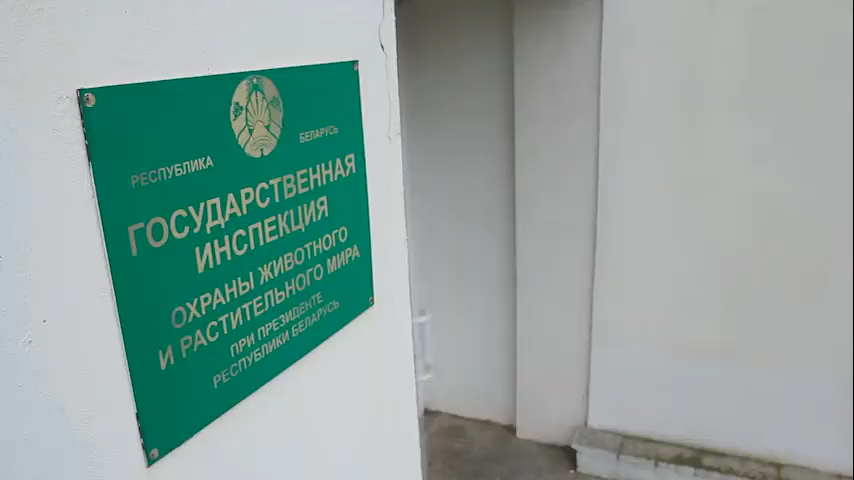 РЕСПУБЛИКА БЕЛАРУСЬ
ГОСУДАРСТВЕННАЯ
ИНСПЕКЦИЯ
ОХРАНЫ ЖИВОТНОГО
И РАСТИТЕЛЬНОГО МИРА
ПРИ ПРЕЗИДЕНТЕ
РЕСПУБЛИКИ БЕЛАРУСЬ